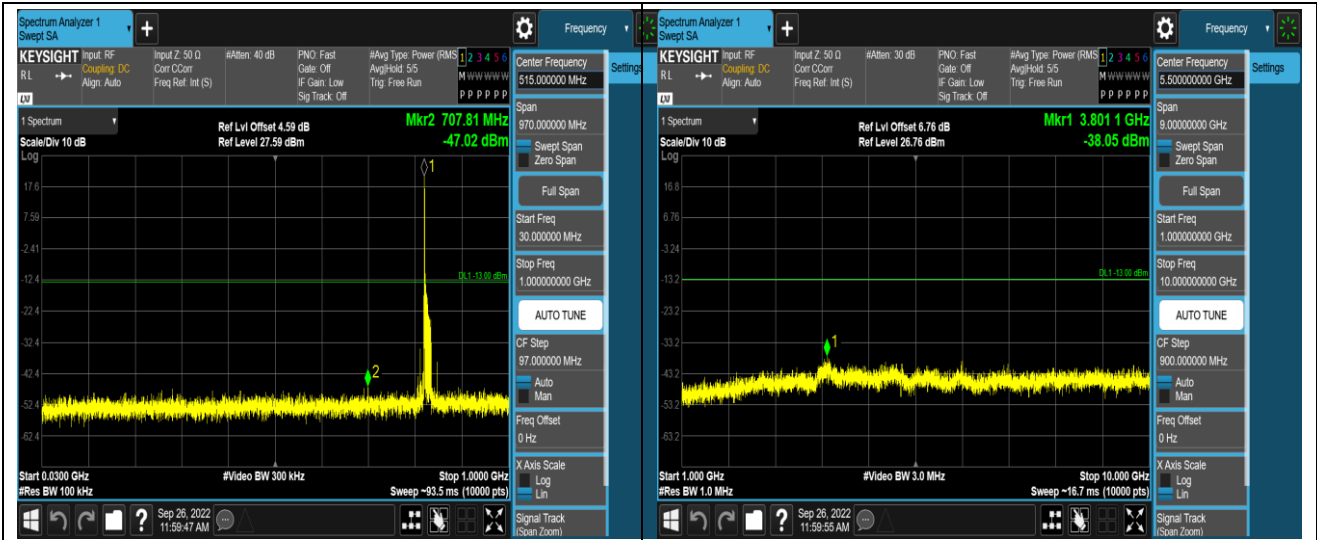 Spectrum Analyzer 1
Swept SA
+
Frequency
KEYSIGHT
RL
LXI
Input: RF
Coupling: DC
Align: Auto
Input Z: 50 Ω
Corr CCorr
Freq Ref: Int (S)
#Atten: 40 dB
PNO: Fast
Gate: Off
IF Gain: Low
Sig Track: Off
#Avg Type: Power (RMS
Avg|Hold: 5/5
Trig: Free Run
1 2 3 4 5 6
M W W W W W
P P P P P P
Center Frequency
515.000000 MHz
Settings
Span
970.000000 MHz
Swept Span
Zero Span
Full Span
Start Freq
30.000000 MHz
Stop Freq
1.000000000 GHz
AUTO TUNE
CF Step
97.000000 MHz
Auto
Man
Freq Offset
0 Hz
X Axis Scale
Log
Lin
Signal Track
(Span Zoom)
1 Spectrum
Scale/Div 10 dB
Log
Ref Lvl Offset 4.59 dB
Ref Level 27.59 dBm
Mkr2 707.81 MHz
-47.02 dBm
1
17.6
7.59
-2.41
-12.4
DL1 -13.00 dBm
-22.4
-32.4
-42.4
2
-52.4
-62.4
Start 0.0300 GHz
#Video BW 300 kHz
Stop 1.0000 GHz
#Res BW 100 kHz
Sweep ~93.5 ms (10000 pts)
?
Sep 26, 2022
11:59:47 AM
Spectrum Analyzer 1
Swept SA
+
Frequency
KEYSIGHT
RL
LXI
Input: RF
Coupling: DC
Align: Auto
Input Z: 50 Ω
Corr CCorr
Freq Ref: Int (S)
#Atten: 30 dB
PNO: Fast
Gate: Off
IF Gain: Low
Sig Track: Off
#Avg Type: Power (RMS
Avg|Hold: 5/5
Trig: Free Run
1 2 3 4 5 6
M W W W W W
P P P P P P
Center Frequency
5.500000000 GHz
Settings
Span
9.00000000 GHz
Swept Span
Zero Span
Full Span
Start Freq
1.000000000 GHz
Stop Freq
10.000000000 GHz
AUTO TUNE
CF Step
900.000000 MHz
Auto
Man
Freq Offset
0 Hz
X Axis Scale
Log
Lin
Signal Track
(Span Zoom)
1 Spectrum
Scale/Div 10 dB
Log
Ref Lvl Offset 6.76 dB
Ref Level 26.76 dBm
Mkr1 3.801 1 GHz
-38.05 dBm
16.8
6.76
-3.24
-13.2
DL1 -13.00 dBm
-23.2
-33.2
1
-43.2
-53.2
-63.2
Start 1.000 GHz
#Video BW 3.0 MHz
Stop 10.000 GHz
#Res BW 1.0 MHz
Sweep ~16.7 ms (10000 pts)
?
Sep 26, 2022
11:59:55 AM